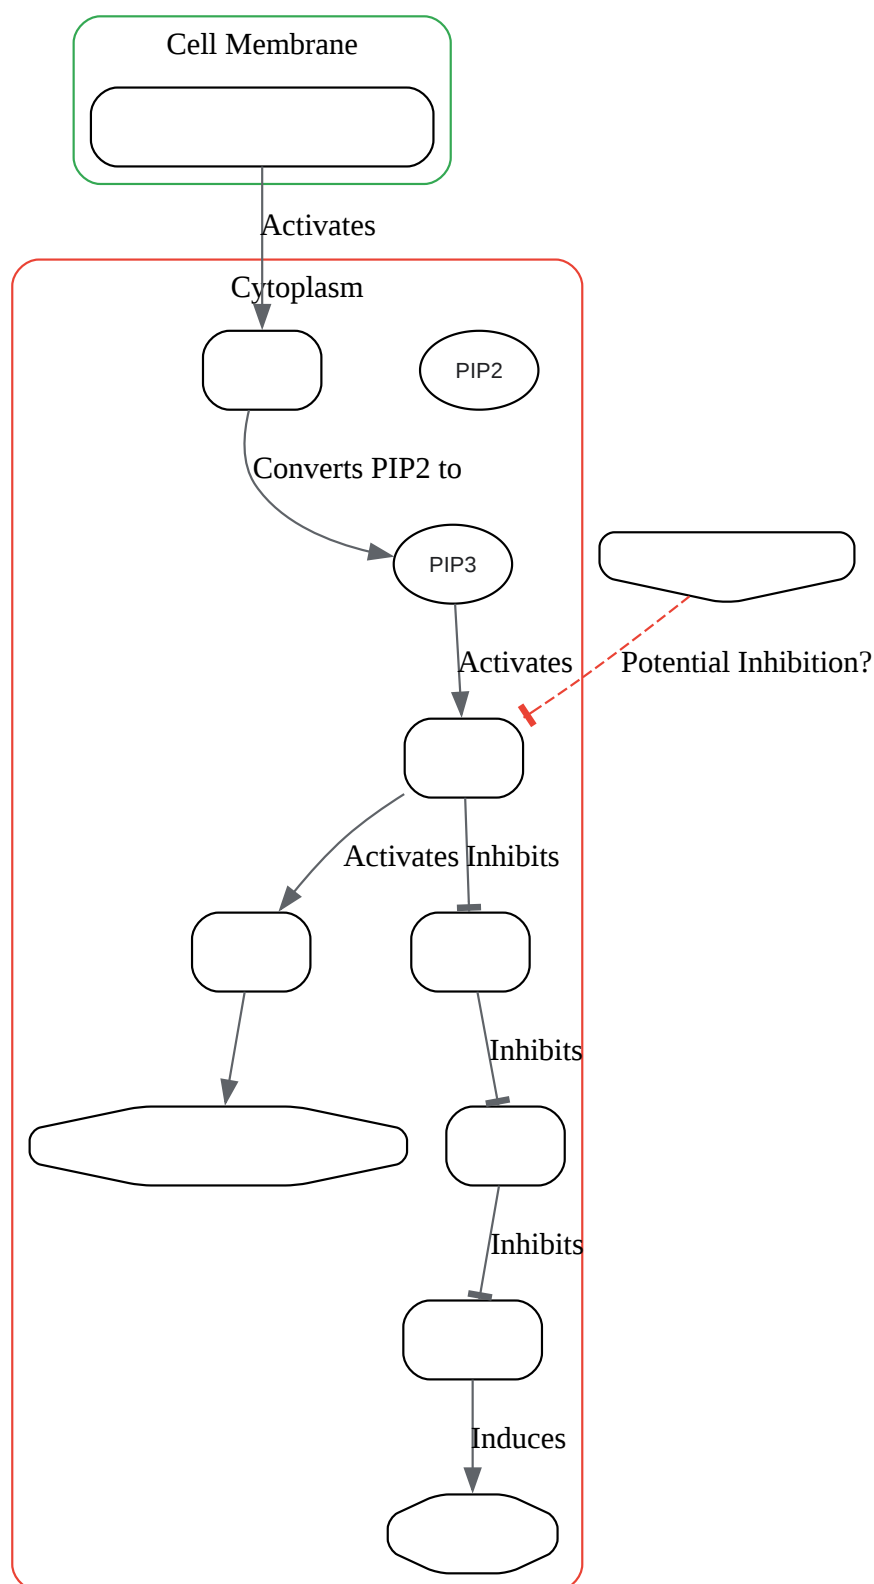 Cell Membrane
Activates
Cytoplasm
PIP2
Converts PIP2 to
PIP3
Activates
Potential Inhibition?
Activates
Inhibits
Inhibits
Inhibits
Induces